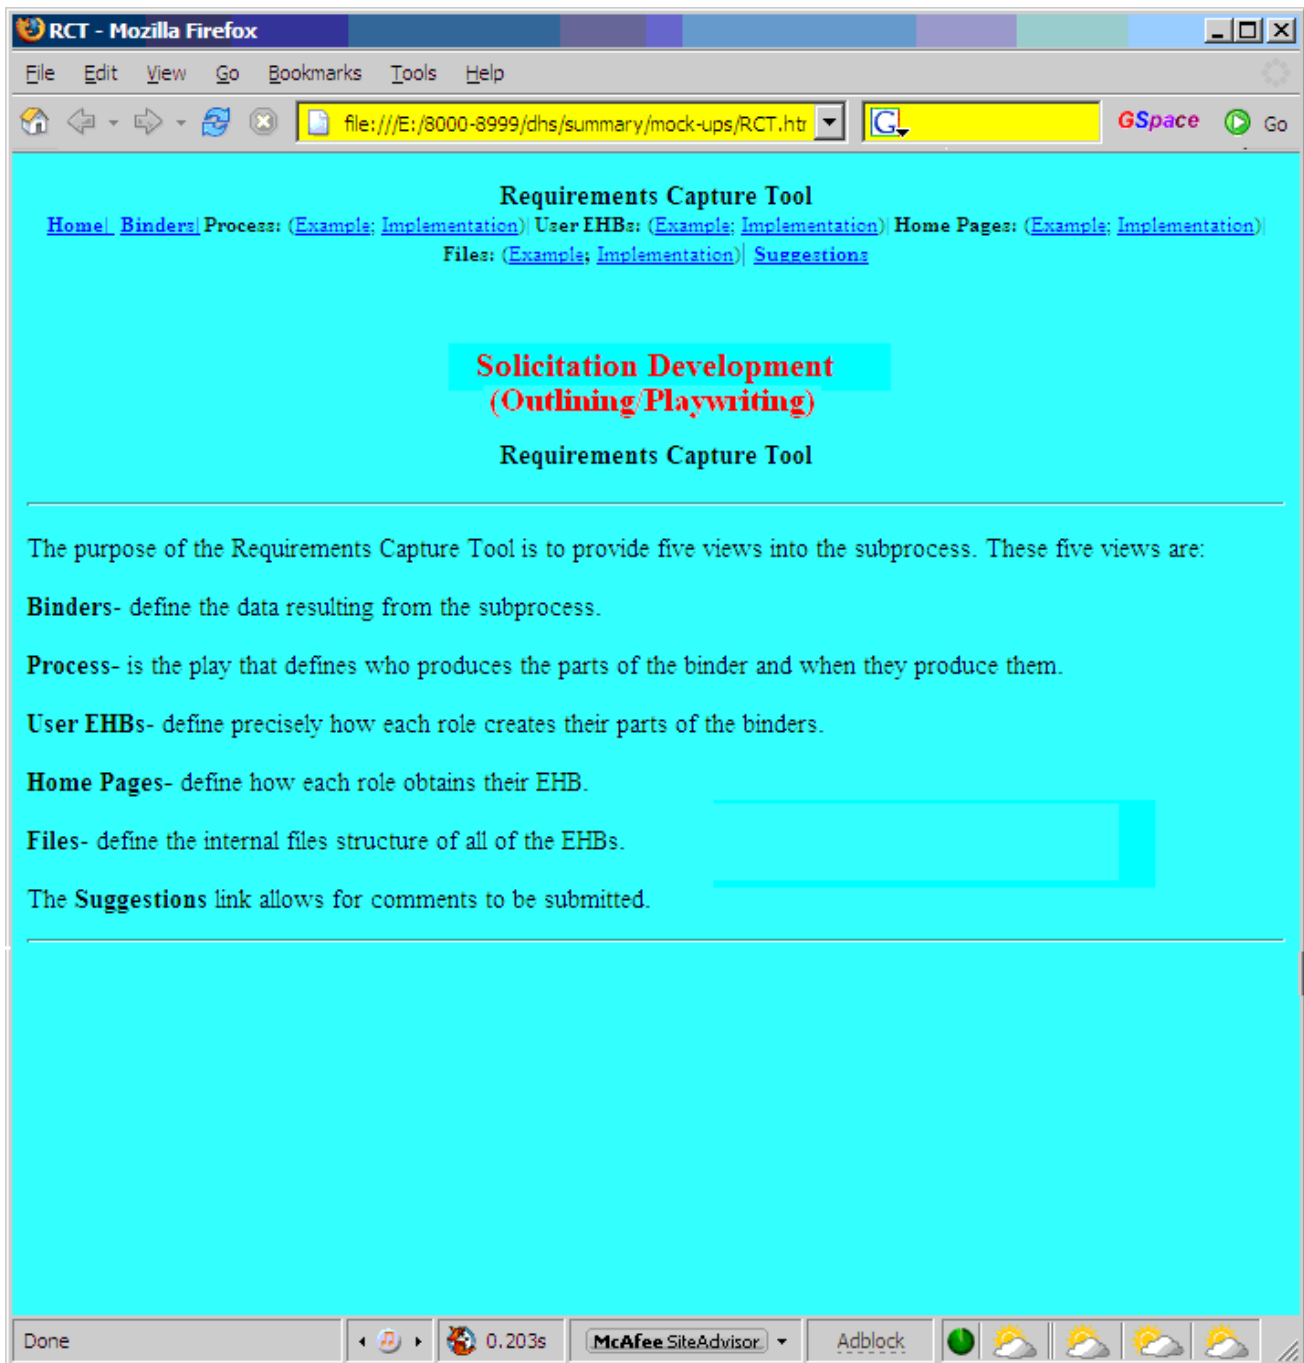 RCT - Mozilla Firefox
File Edit View Go Bookmarks Tools Help
file:///E:/8000-8999/dhs/summary/mock-ups/RCT.htr G GSpace Go
Requirements Capture Tool
Home| Binders| Process: (Example; Implementation)| User EHBs: (Example; Implementation)| Home Pages: (Example; Implementation)|
Files: (Example; Implementation)| Suggestions
Solicitation Development
(Outlining/Playwriting)
Requirements Capture Tool
The purpose of the Requirements Capture Tool is to provide five views into the subprocess. These five views are:
Binders- define the data resulting from the subprocess.
Process- is the play that defines who produces the parts of the binder and when they produce them.
User EHBs- define precisely how each role creates their parts of the binders.
Home Pages- define how each role obtains their EHB.
Files- define the internal files structure of all of the EHBs.
The Suggestions link allows for comments to be submitted.
Done 0.203s McAfee SiteAdvisor Adblock